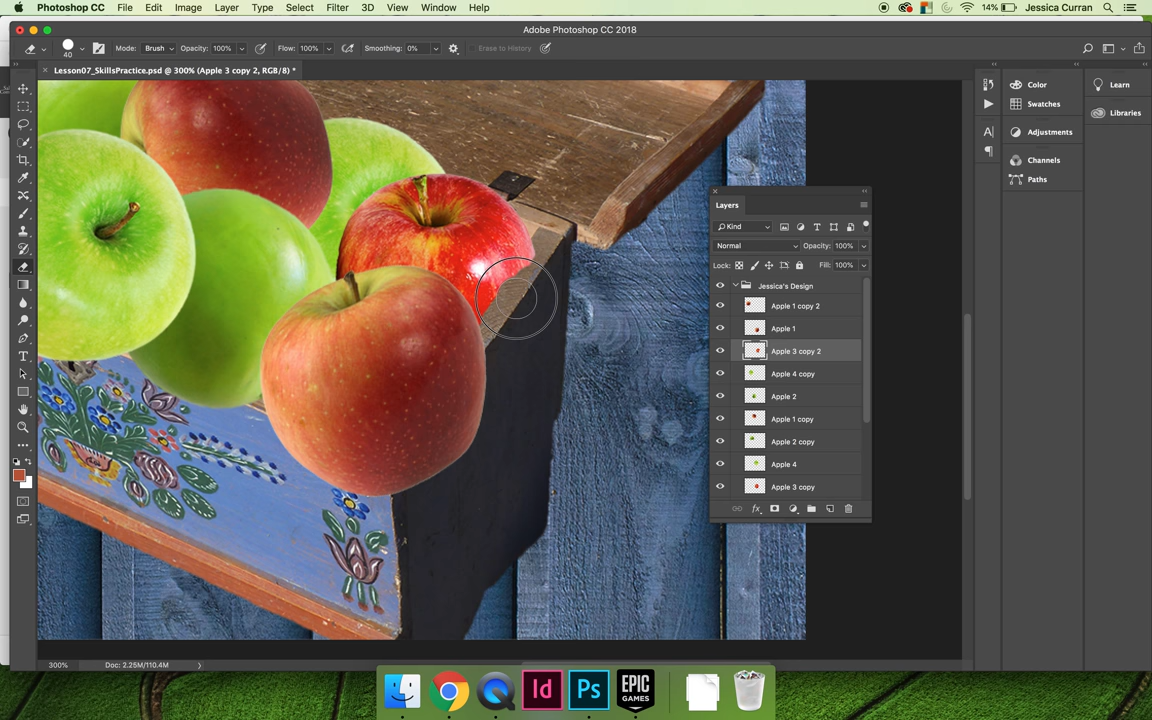 Photoshop CC File Edit Image Layer Type Select Filter 3D View Window Help 14% Jessica Curran
Adobe Photoshop CC 2018
40 Mode: Brush Opacity: 100% Flow: 100% Smoothing: 0% Erase to History
Lesson07_SkillsPractice.psd @ 300% (Apple 3 copy 2, RGB/8) *
Color
Swatches
Adjustments
Channels
Paths
Learn
Libraries
Layers
Kind
Normal Opacity: 100%
Lock: Fill: 100%
Jessica's Design
Apple 1 copy 2
Apple 1
Apple 3 copy 2
Apple 4 copy
Apple 2
Apple 1 copy
Apple 2 copy
Apple 4
Apple 3 copy
fx
300% Doc: 2.25M/110.4M
Id Ps EPIC GAMES